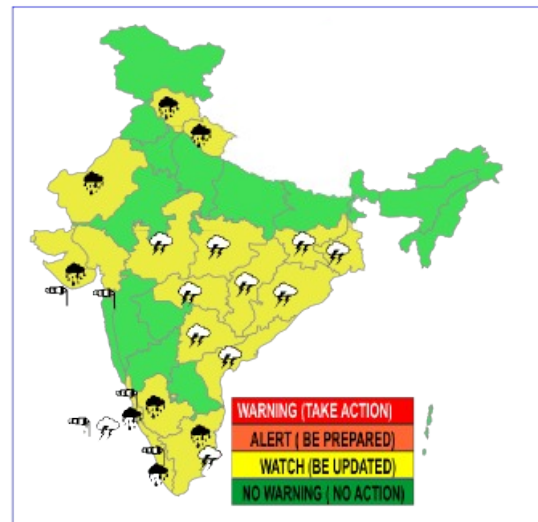 WARNING (TAKE ACTION)
ALERT ( BE PREPARED)
WATCH (BE UPDATED)
NO WARNING ( NO ACTION)